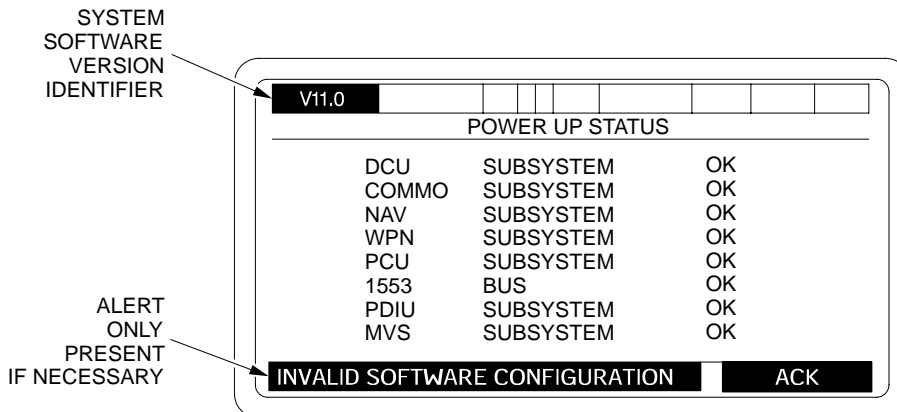 SYSTEM
SOFTWARE
VERSION
IDENTIFIER
V11.0
POWER UP STATUS
DCU SUBSYSTEM OK
COMMO SUBSYSTEM OK
NAV SUBSYSTEM OK
WPN SUBSYSTEM OK
PCU SUBSYSTEM OK
1553 BUS OK
PDIU SUBSYSTEM OK
MVS SUBSYSTEM OK
ALERT
ONLY
PRESENT
IF NECESSARY
INVALID SOFTWARE CONFIGURATION ACK